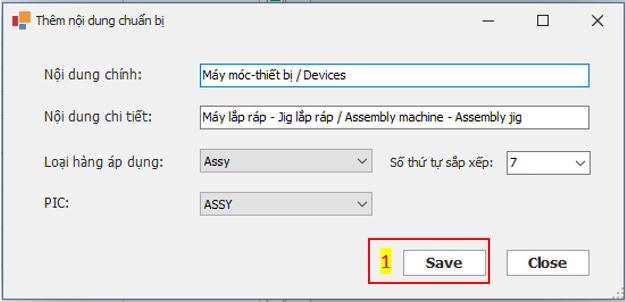 Thêm nội dung chuẩn bị
Nội dung chính: Máy móc-thiết bị / Devices
Nội dung chi tiết: Máy lắp ráp - Jig lắp ráp / Assembly machine - Assembly jig
Loại hàng áp dụng: Assy Số thứ tự sắp xếp: 7
PIC: ASSY
1 Save Close